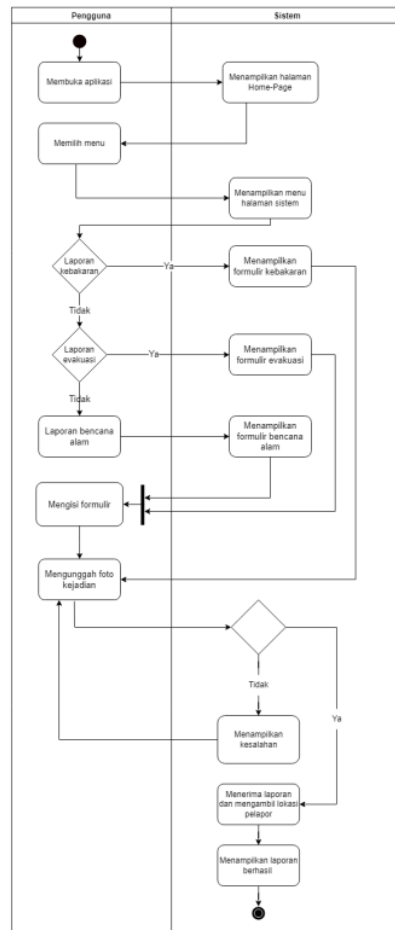 Pengguna
Sistem
Membuka aplikasi
Menampilkan halaman
Home-Page
Memilih menu
Menampilkan menu
halaman sistem
Laporan
kebakaran
Ya
Menampilkan
formulir kebakaran
Tidak
Laporan
evakuasi
Ya
Menampilkan
formulir evakuasi
Tidak
Laporan bencana
alam
Menampilkan
formulir bencana
alam
Mengisi formulir
Mengunggah foto
kejadian
Tidak
Ya
Menampilkan
kesalahan
Menerima laporan
dan mengambil lokasi
pelapor
Menampilkan laporan
berhasil